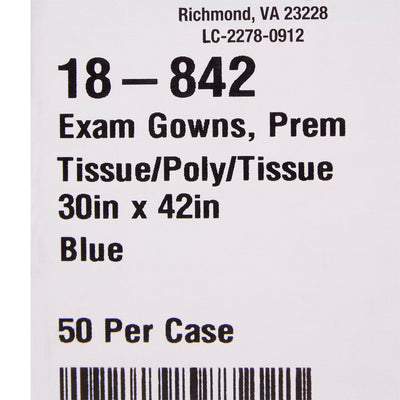 Richmond, VA 23228
LC-2278-0912
18–842
Exam Gowns, Prem
Tissue/Poly/Tissue
30in x 42in
Blue
50 Per Case